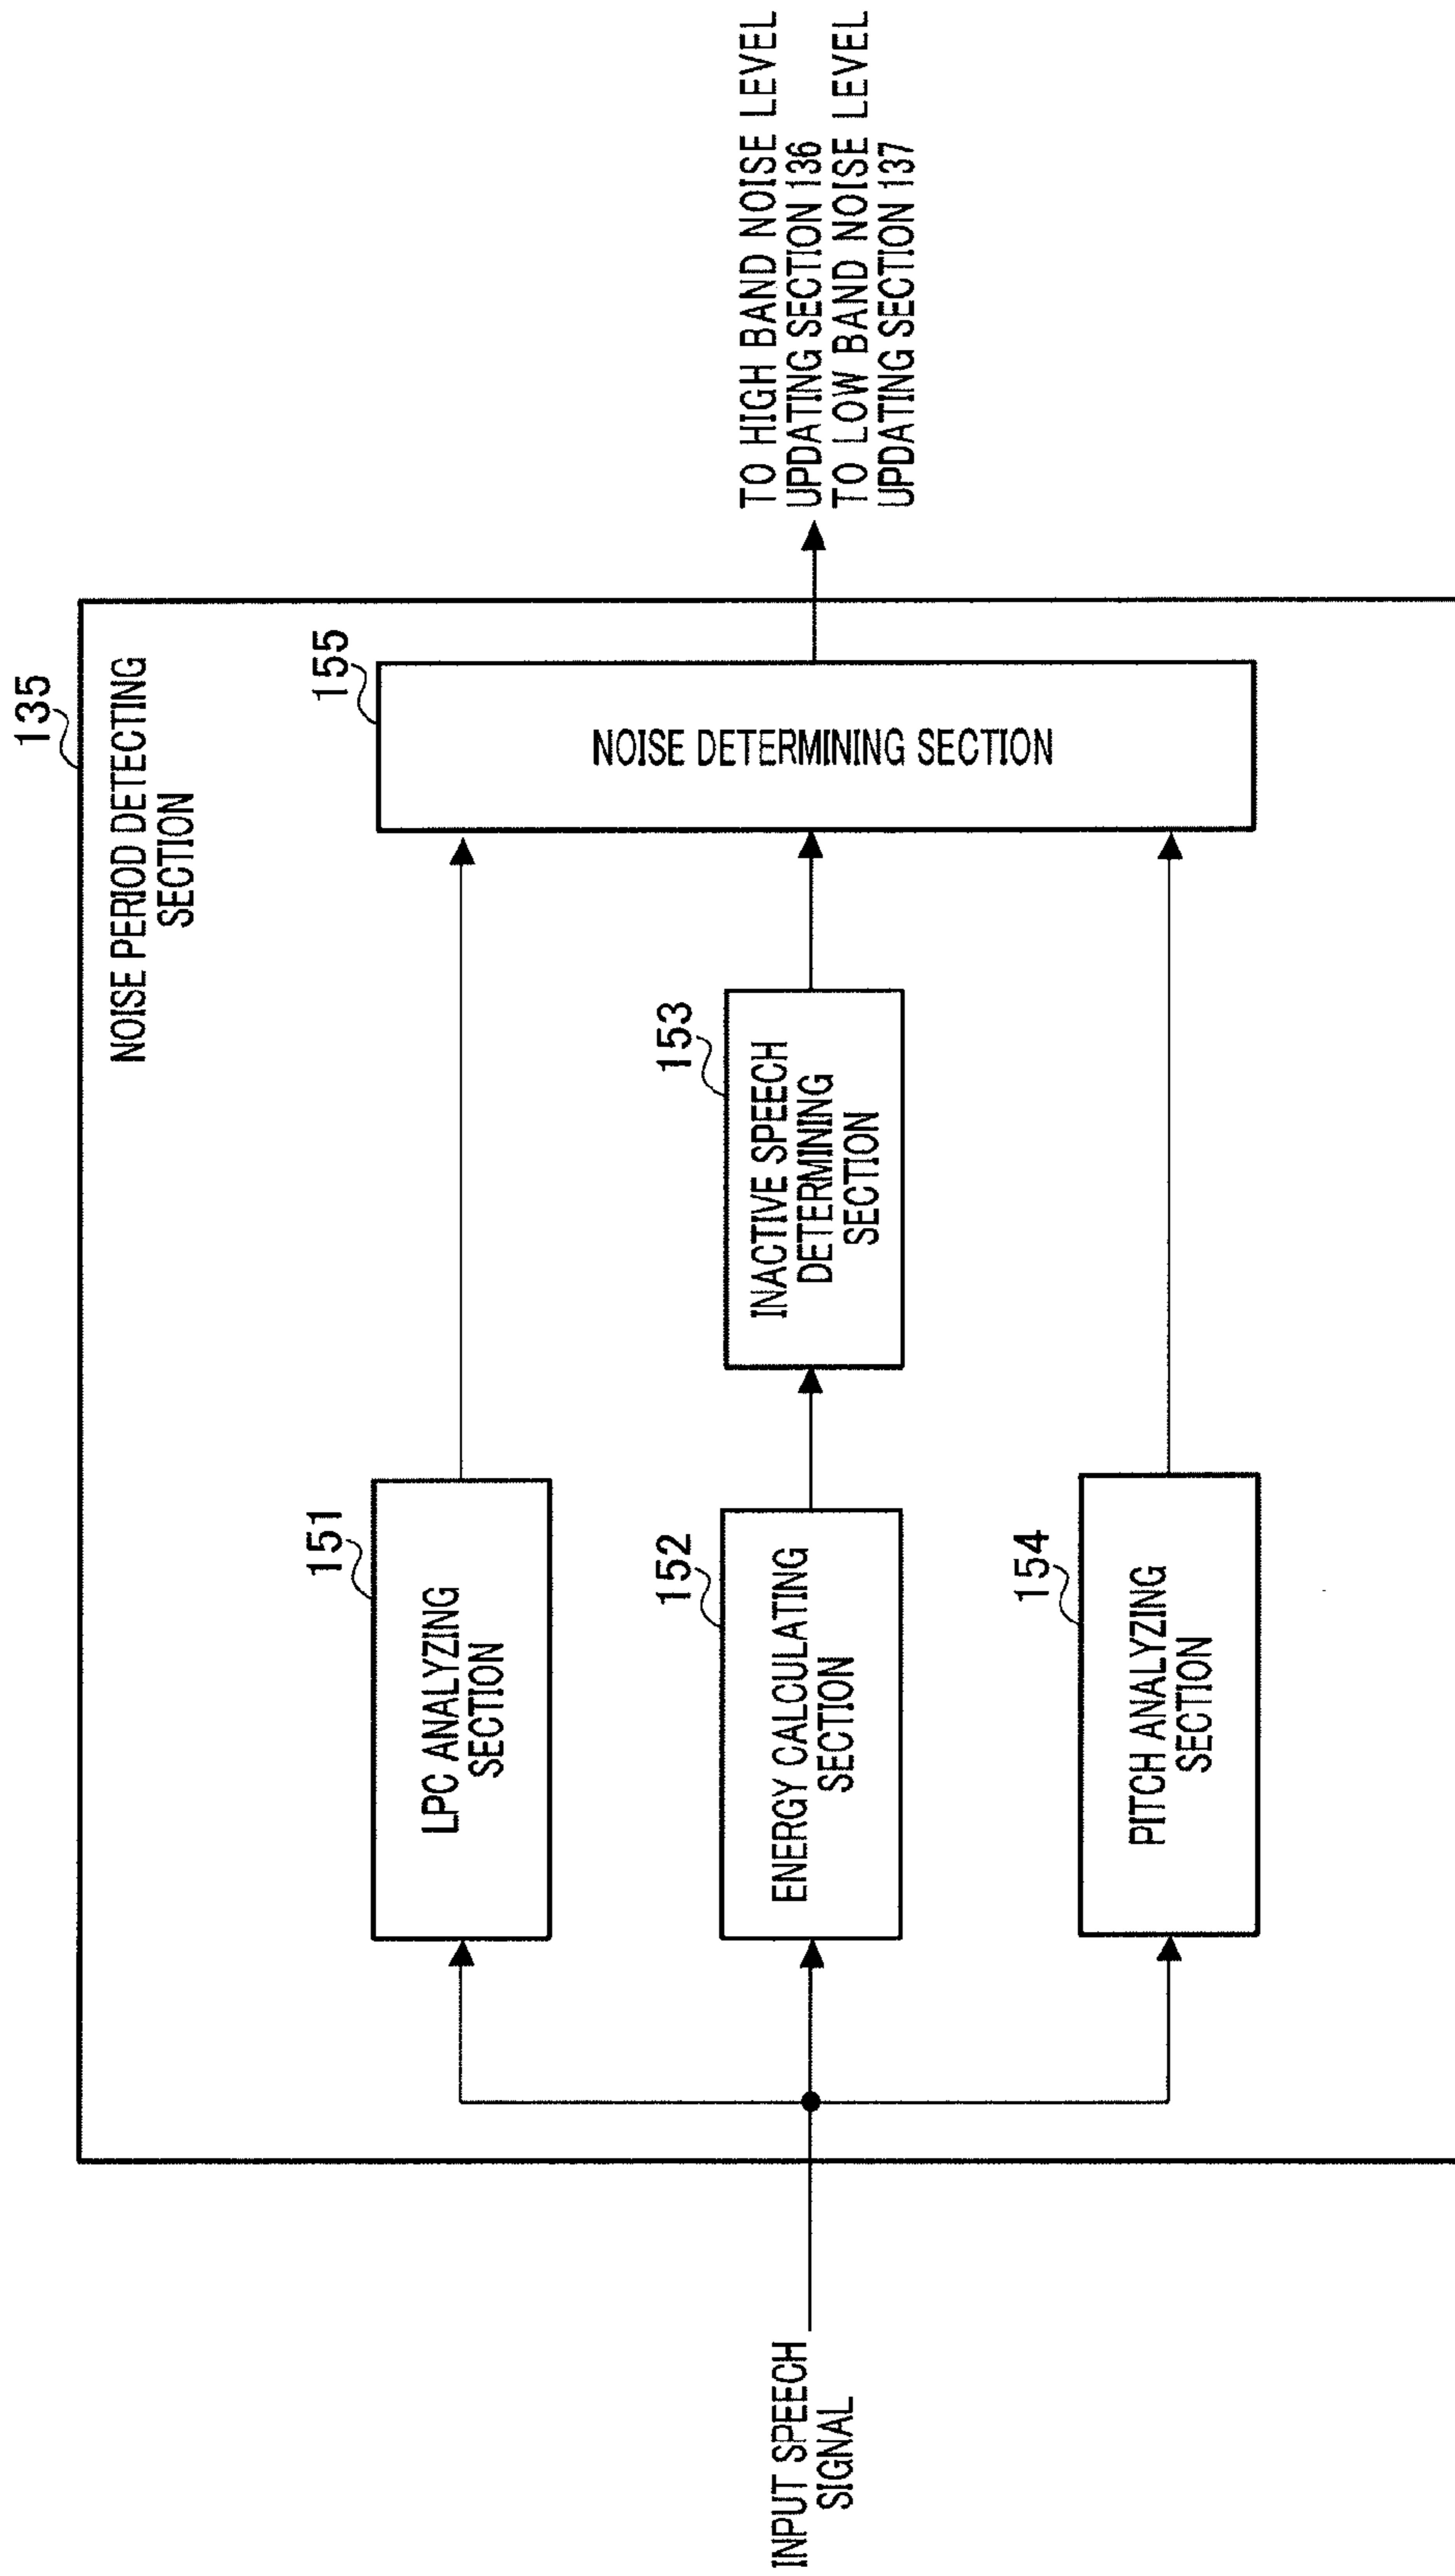 135
NOISE PERIOD DETECTING
SECTION
151
LPC ANALYZING
SECTION
155
NOISE DETERMINING SECTION
INPUT SPEECH
SIGNAL
152
ENERGY CALCULATING
SECTION
153
INACTIVE SPEECH
DETERMINING
SECTION
TO HIGH BAND NOISE LEVEL
UPDATING SECTION 136
TO LOW BAND NOISE LEVEL
UPDATING SECTION 137
154
PITCH ANALYZING
SECTION